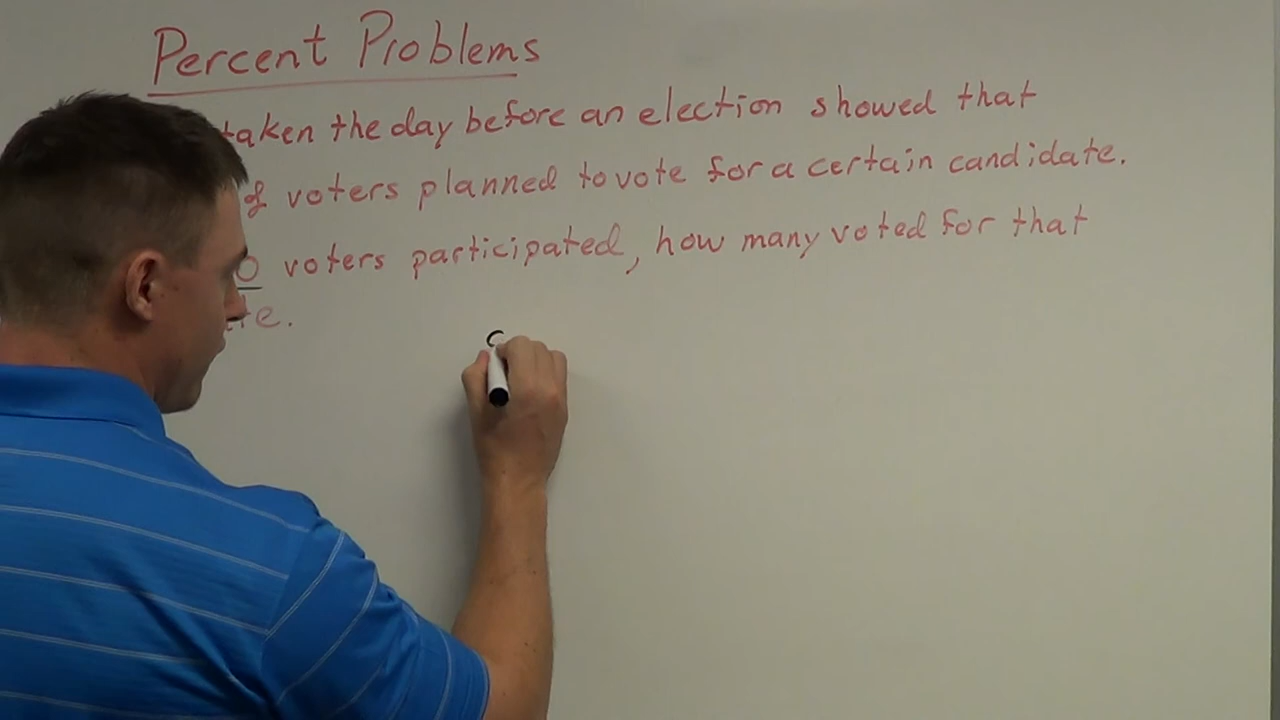 Percent Problems
taken the day before an election showed that
voters planned to vote for a certain candidate.
0 voters participated, how many voted for that